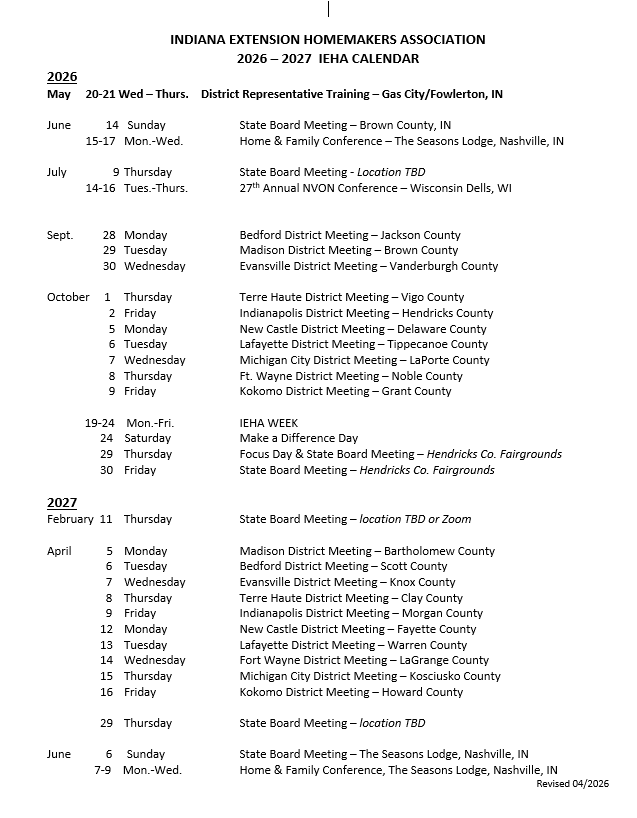 INDIANA EXTENSION HOMEMAKERS ASSOCIATION
2026 – 2027 IEHA CALENDAR
2026
May 20-21 Wed – Thurs. District Representative Training – Gas City/Fowlerton, IN
June 14 Sunday State Board Meeting – Brown County, IN
15-17 Mon.-Wed. Home & Family Conference – The Seasons Lodge, Nashville, IN
July 9 Thursday State Board Meeting - Location TBD
14-16 Tues.-Thurs. 27th Annual NVON Conference – Wisconsin Dells, WI
Sept. 28 Monday Bedford District Meeting – Jackson County
29 Tuesday Madison District Meeting – Brown County
30 Wednesday Evansville District Meeting – Vanderburgh County
October 1 Thursday Terre Haute District Meeting – Vigo County
2 Friday Indianapolis District Meeting – Hendricks County
5 Monday New Castle District Meeting – Delaware County
6 Tuesday Lafayette District Meeting – Tippecanoe County
7 Wednesday Michigan City District Meeting – LaPorte County
8 Thursday Ft. Wayne District Meeting – Noble County
9 Friday Kokomo District Meeting – Grant County
19-24 Mon.-Fri. IEHA WEEK
24 Saturday Make a Difference Day
29 Thursday Focus Day & State Board Meeting – Hendricks Co. Fairgrounds
30 Friday State Board Meeting – Hendricks Co. Fairgrounds
2027
February 11 Thursday State Board Meeting – location TBD or Zoom
April 5 Monday Madison District Meeting – Bartholomew County
6 Tuesday Bedford District Meeting – Scott County
7 Wednesday Evansville District Meeting – Knox County
8 Thursday Terre Haute District Meeting – Clay County
9 Friday Indianapolis District Meeting – Morgan County
12 Monday New Castle District Meeting – Fayette County
13 Tuesday Lafayette District Meeting – Warren County
14 Wednesday Fort Wayne District Meeting – LaGrange County
15 Thursday Michigan City District Meeting – Kosciusko County
16 Friday Kokomo District Meeting – Howard County
29 Thursday State Board Meeting – location TBD
June 6 Sunday State Board Meeting – The Seasons Lodge, Nashville, IN
7-9 Mon.-Wed. Home & Family Conference, The Seasons Lodge, Nashville, IN
Revised 04/2026